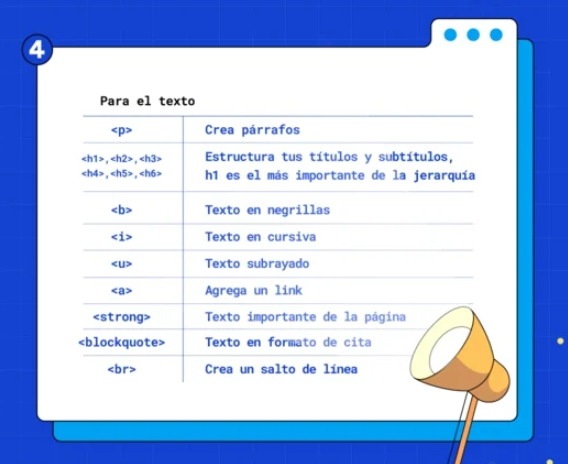 4
Para el texto
<p> Crea párrafos
<h1>,<h2>,<h3> Estructura tus títulos y subtítulos,
<h4>,<h5>,<h6> h1 es el más importante de la jerarquía
<b> Texto en negrillas
<i> Texto en cursiva
<u> Texto subrayado
<a> Agrega un link
<strong> Texto importante de la página
<blockquote> Texto en formato de cita
<br> Crea un salto de línea